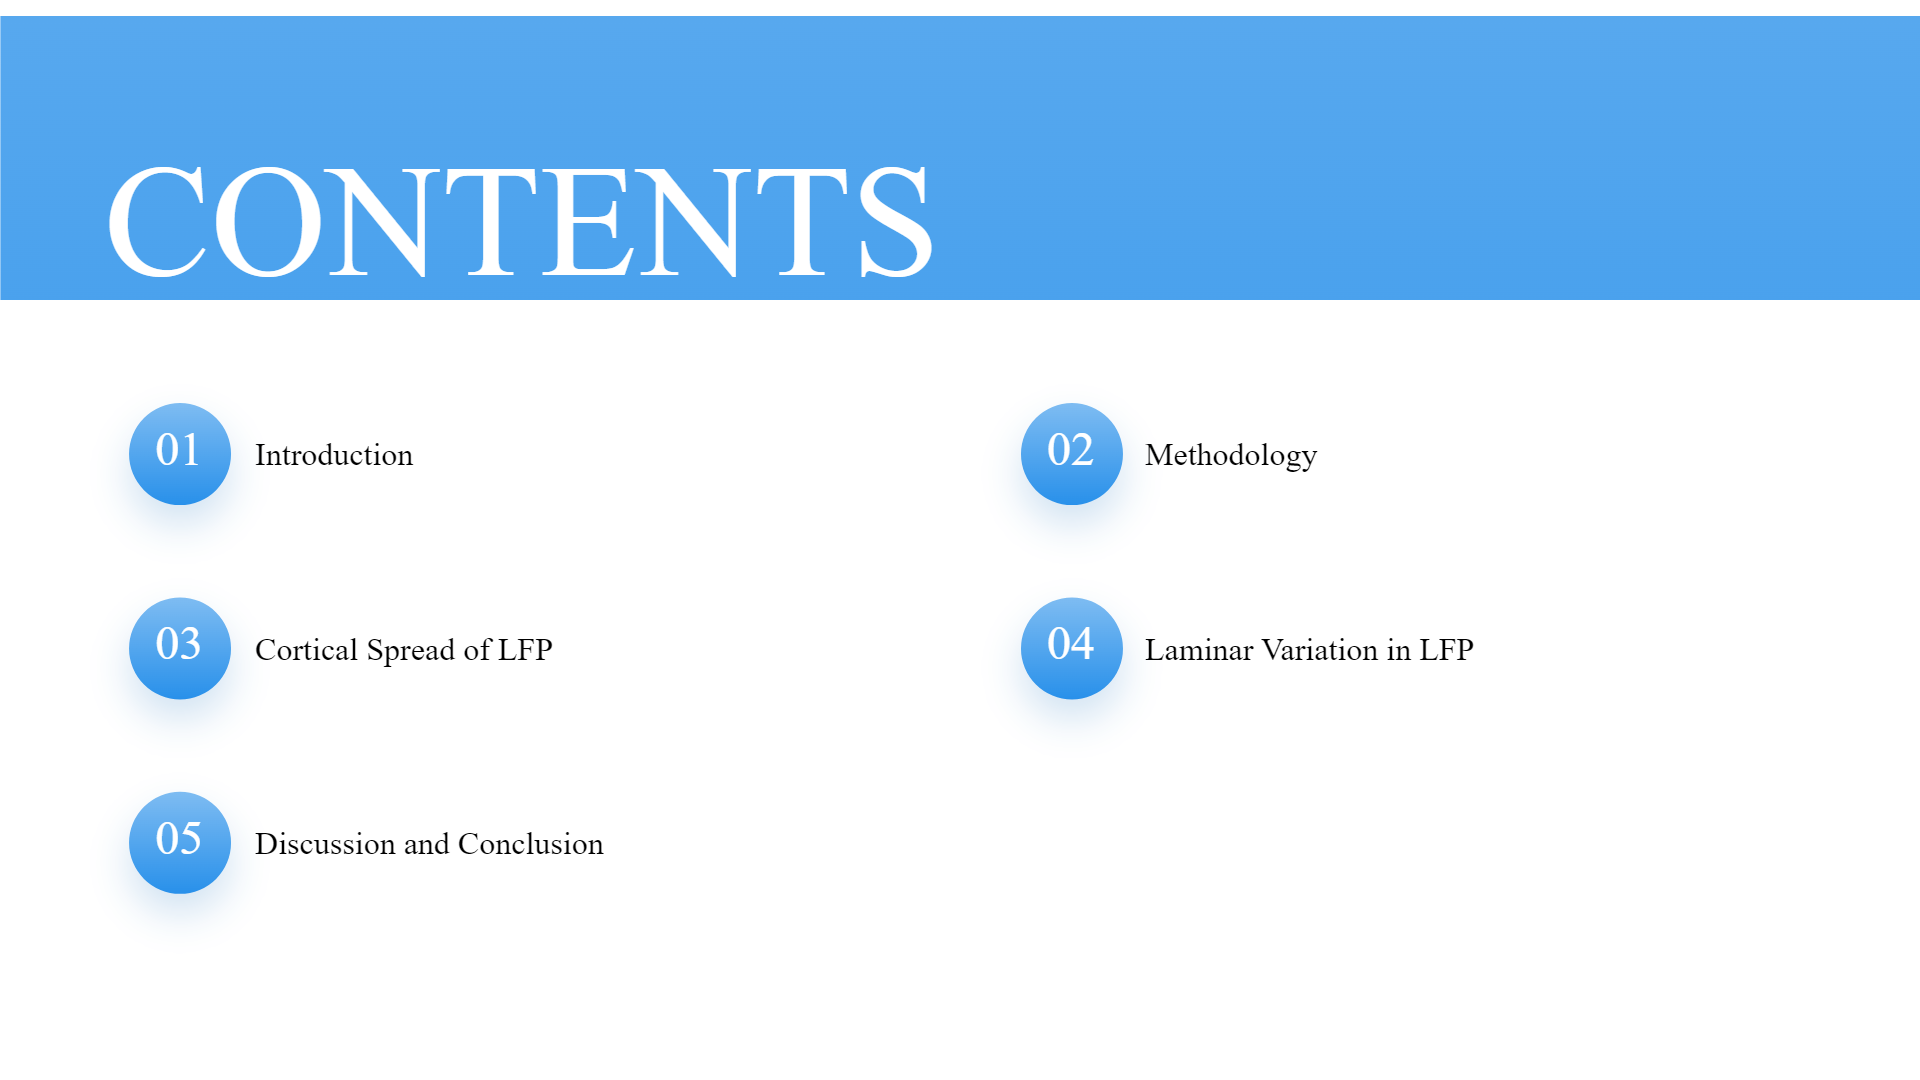 CONTENTS
01 Introduction
02 Methodology
03 Cortical Spread of LFP
04 Laminar Variation in LFP
05 Discussion and Conclusion